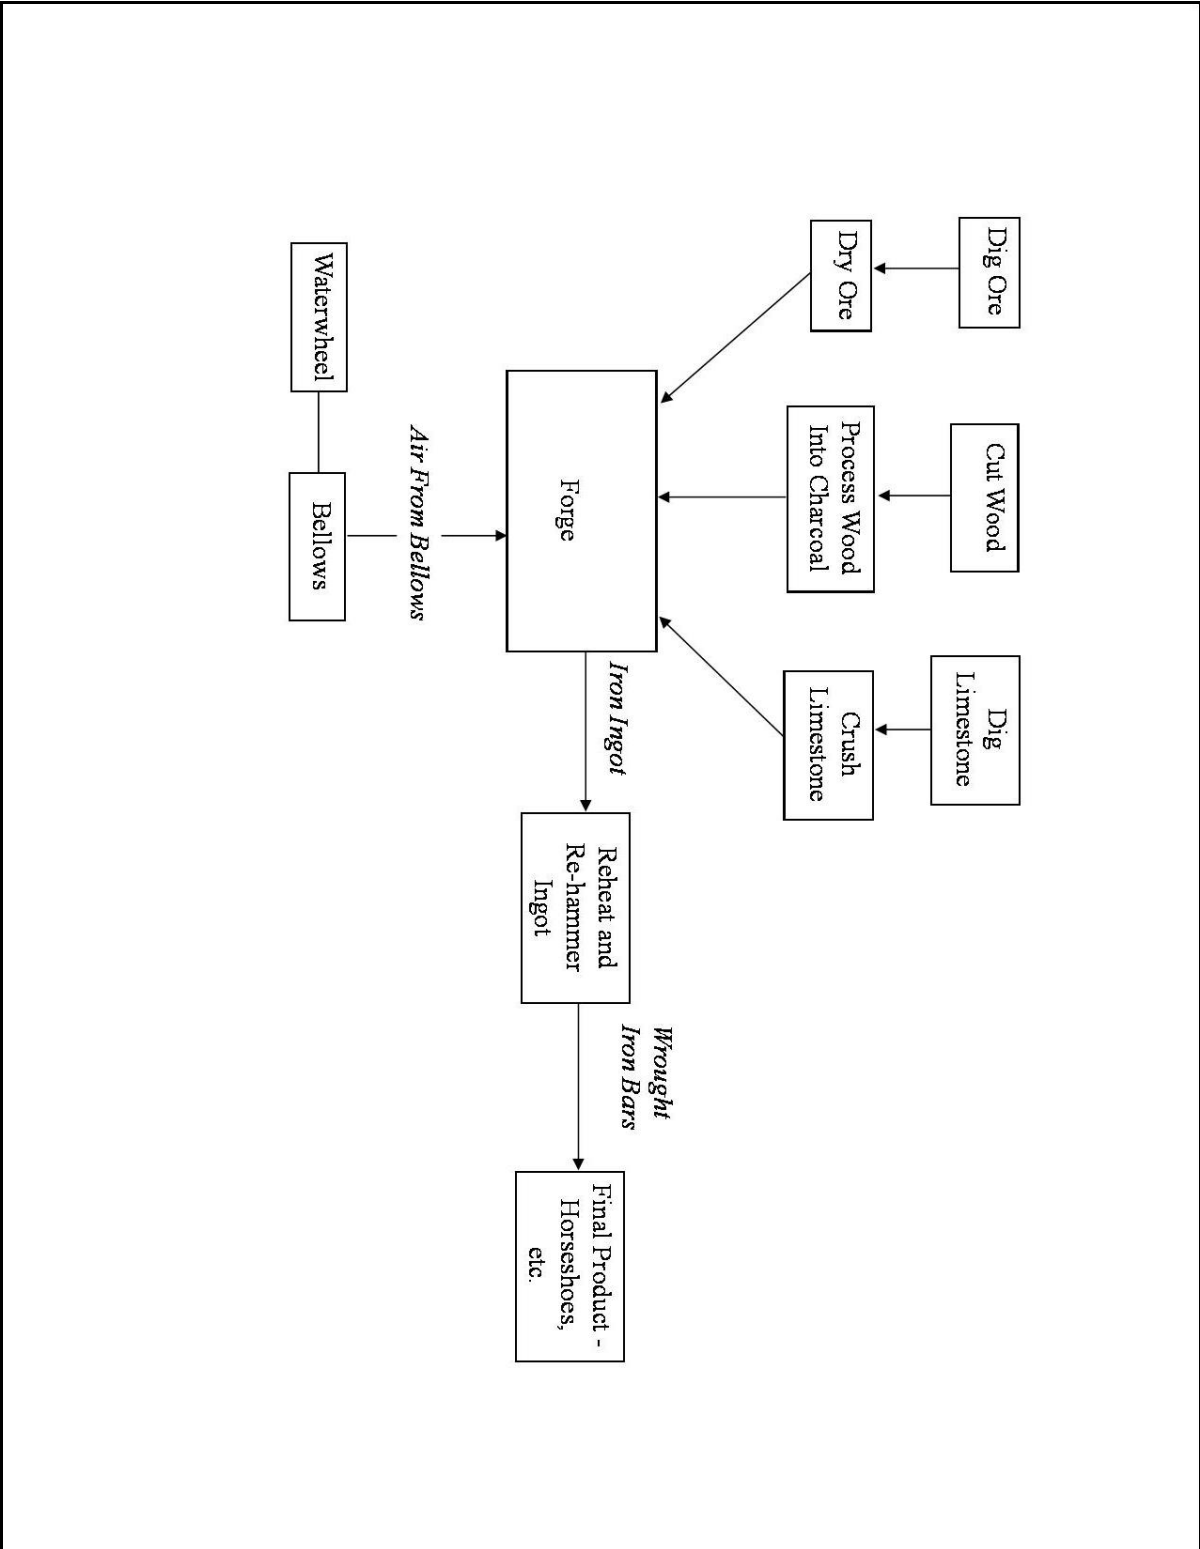 Dig Ore
Cut Wood
Dig
Limestone
Dry Ore
Process Wood
Into Charcoal
Crush
Limestone
Forge
Iron Ingot
Reheat and
Re-hammer
Ingot
Wrought
Iron Bars
Final Product -
Horseshoes,
etc.
Air From Bellows
Waterwheel
Bellows